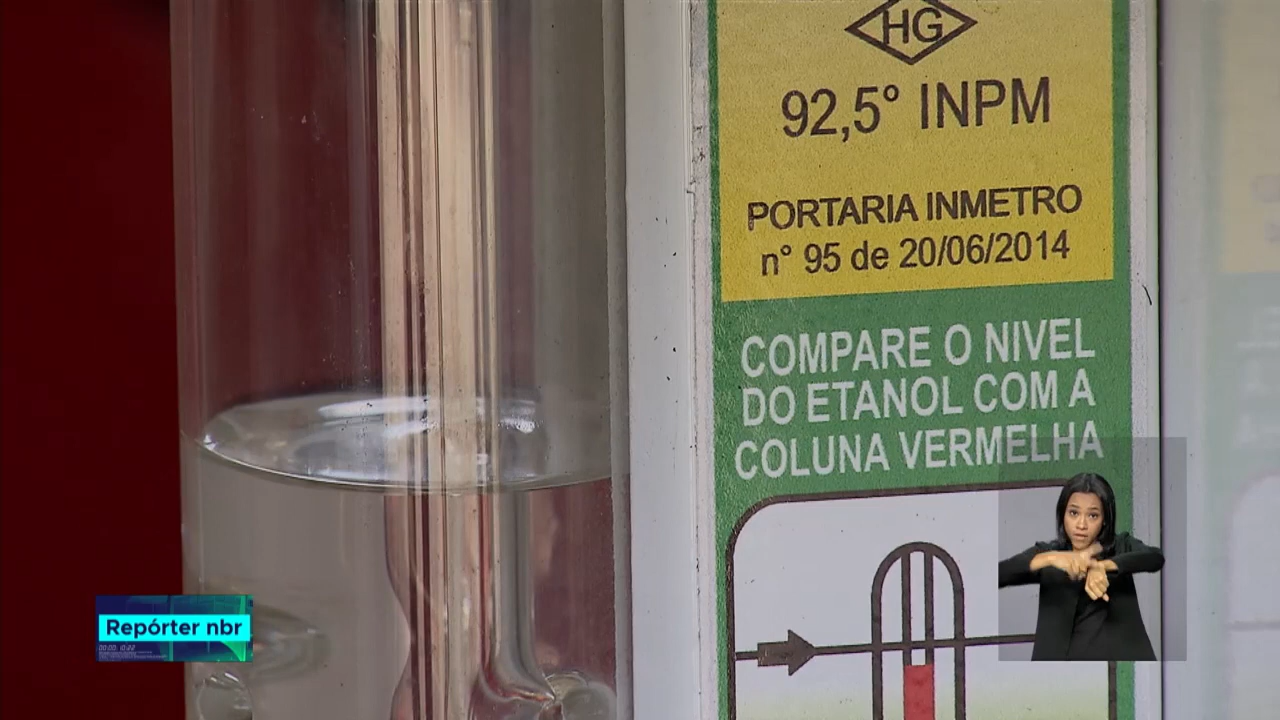 HG
92,5° INPM
PORTARIA INMETRO
n° 95 de 20/06/2014
COMPARE O NIVEL
DO ETANOL COM A
COLUNA VERMELHA
Repórter nbr